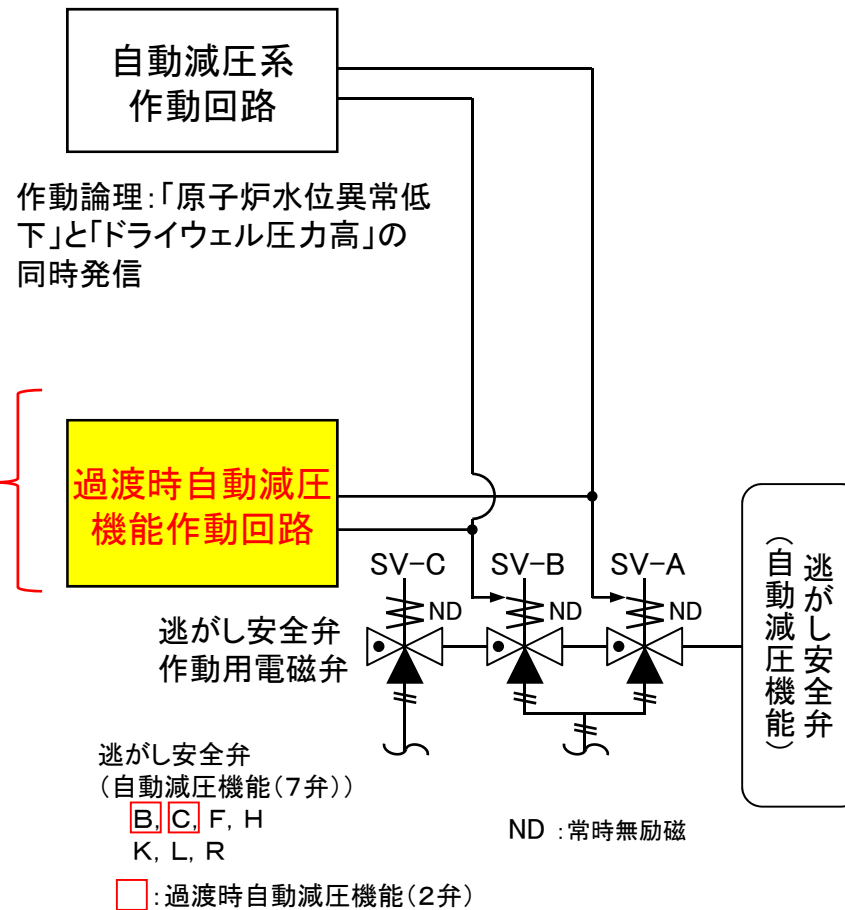 自動減圧系
作動回路
作動論理:「原子炉水位異常低
下」と「ドライウェル圧力高」の
同時発信
過渡時自動減圧
機能作動回路
SV-C
SV-B
SV-A
ND
ND
ND
逃がし安全弁
作動用電磁弁
逃がし安全弁
(自動減圧機能)
逃がし安全弁
(自動減圧機能(7弁))
B, C, F, H
K, L, R
ND :常時無励磁
:過渡時自動減圧機能(2弁)